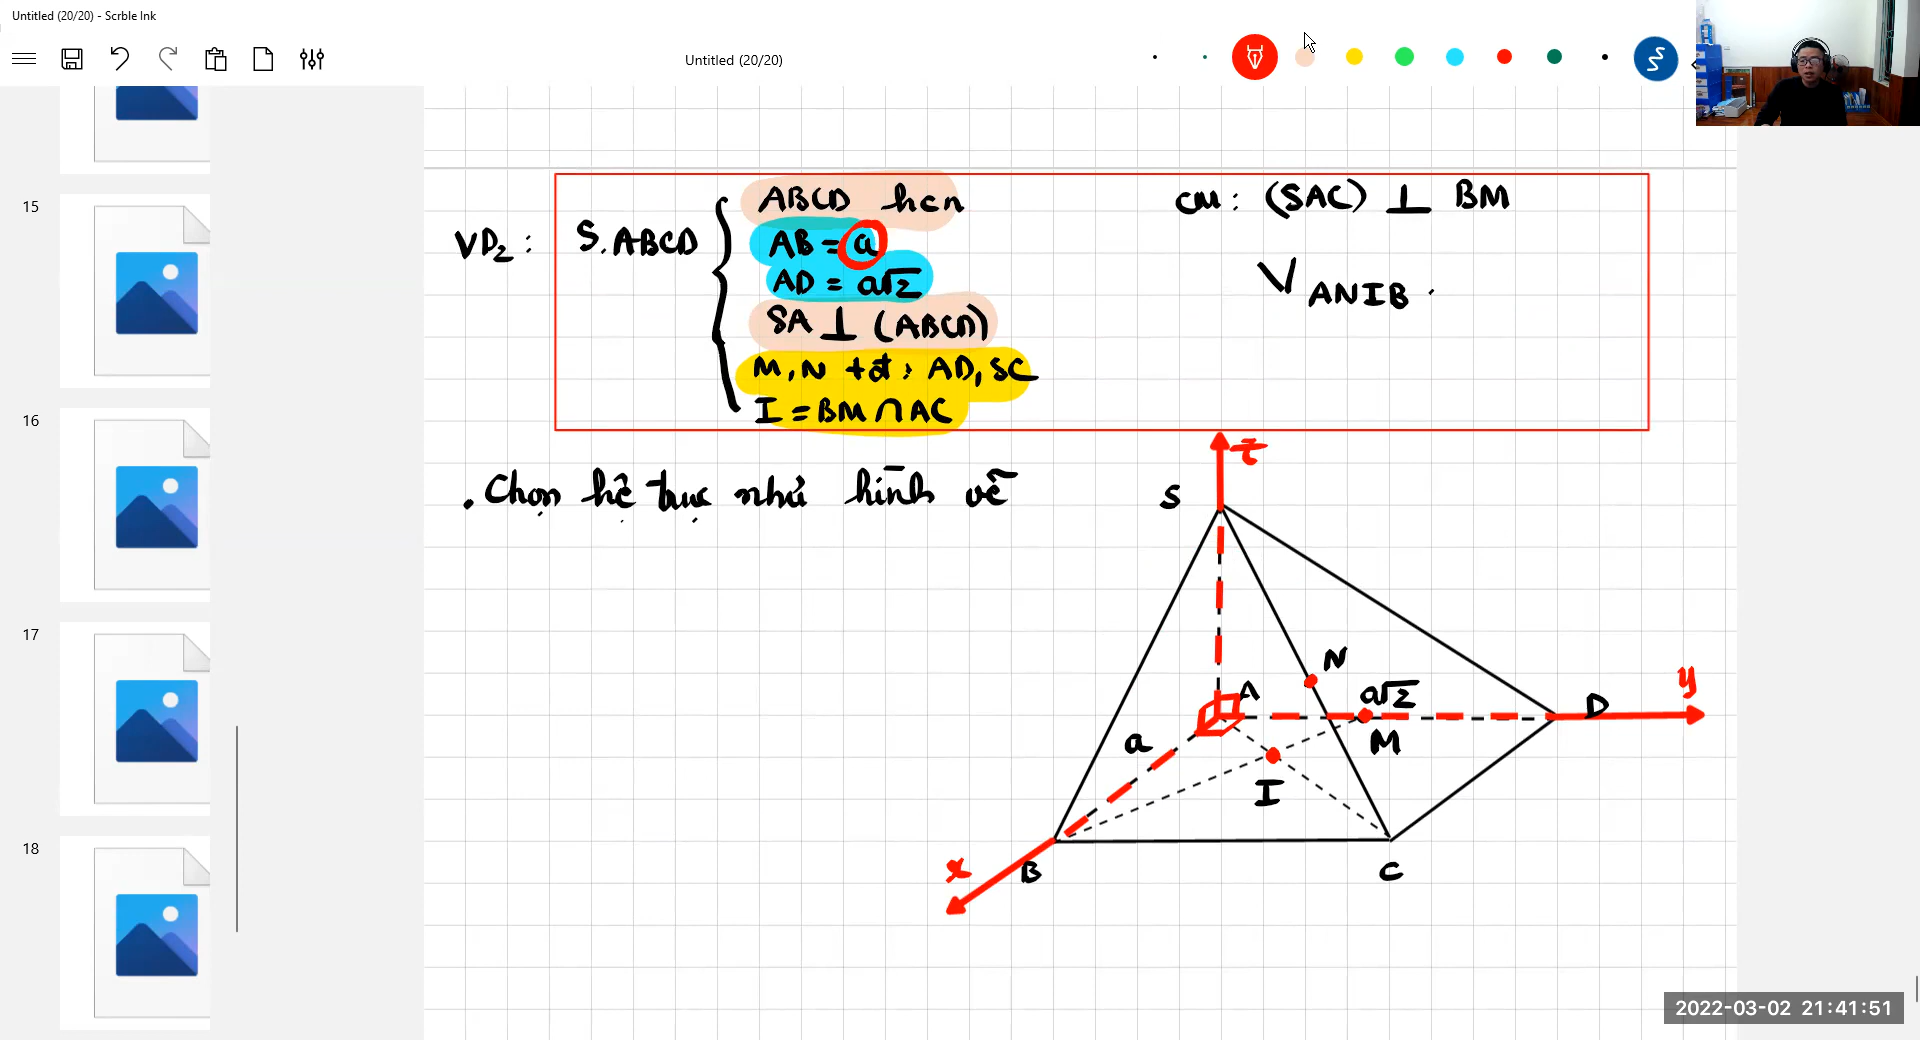 Untitled (20/20) - Scrble Ink
Untitled (20/20)
15
16
17
18
VD₂ :
S.ABCD
ABCD hcn
AB = a
AD = a√2
SA ⊥ (ABCD)
M, N tđ : AD, SC
I = BM ∩ AC
CM : (SAC) ⊥ BM
V ANIB .
. Chọn hệ trục như hình vẽ
z
S
N
A
a√2
y
D
a
M
I
x
B
C
2022-03-02 21:41:51